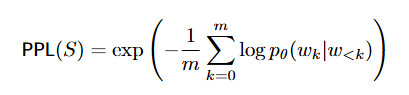 PPL(S) = exp ( − 1/m ∑_{k=0}^{m} log p_θ(w_k|w_{<k}) )